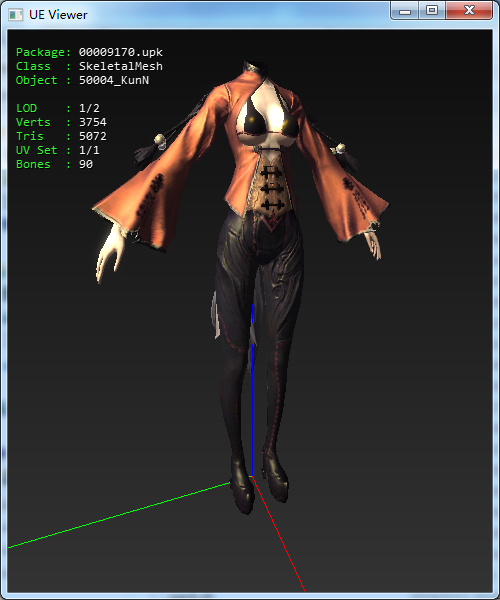 UE Viewer
Package: 00009170.upk
Class : SkeletalMesh
Object : 50004_KunN
LOD : 1/2
Verts : 3754
Tris : 5072
UV Set : 1/1
Bones : 90